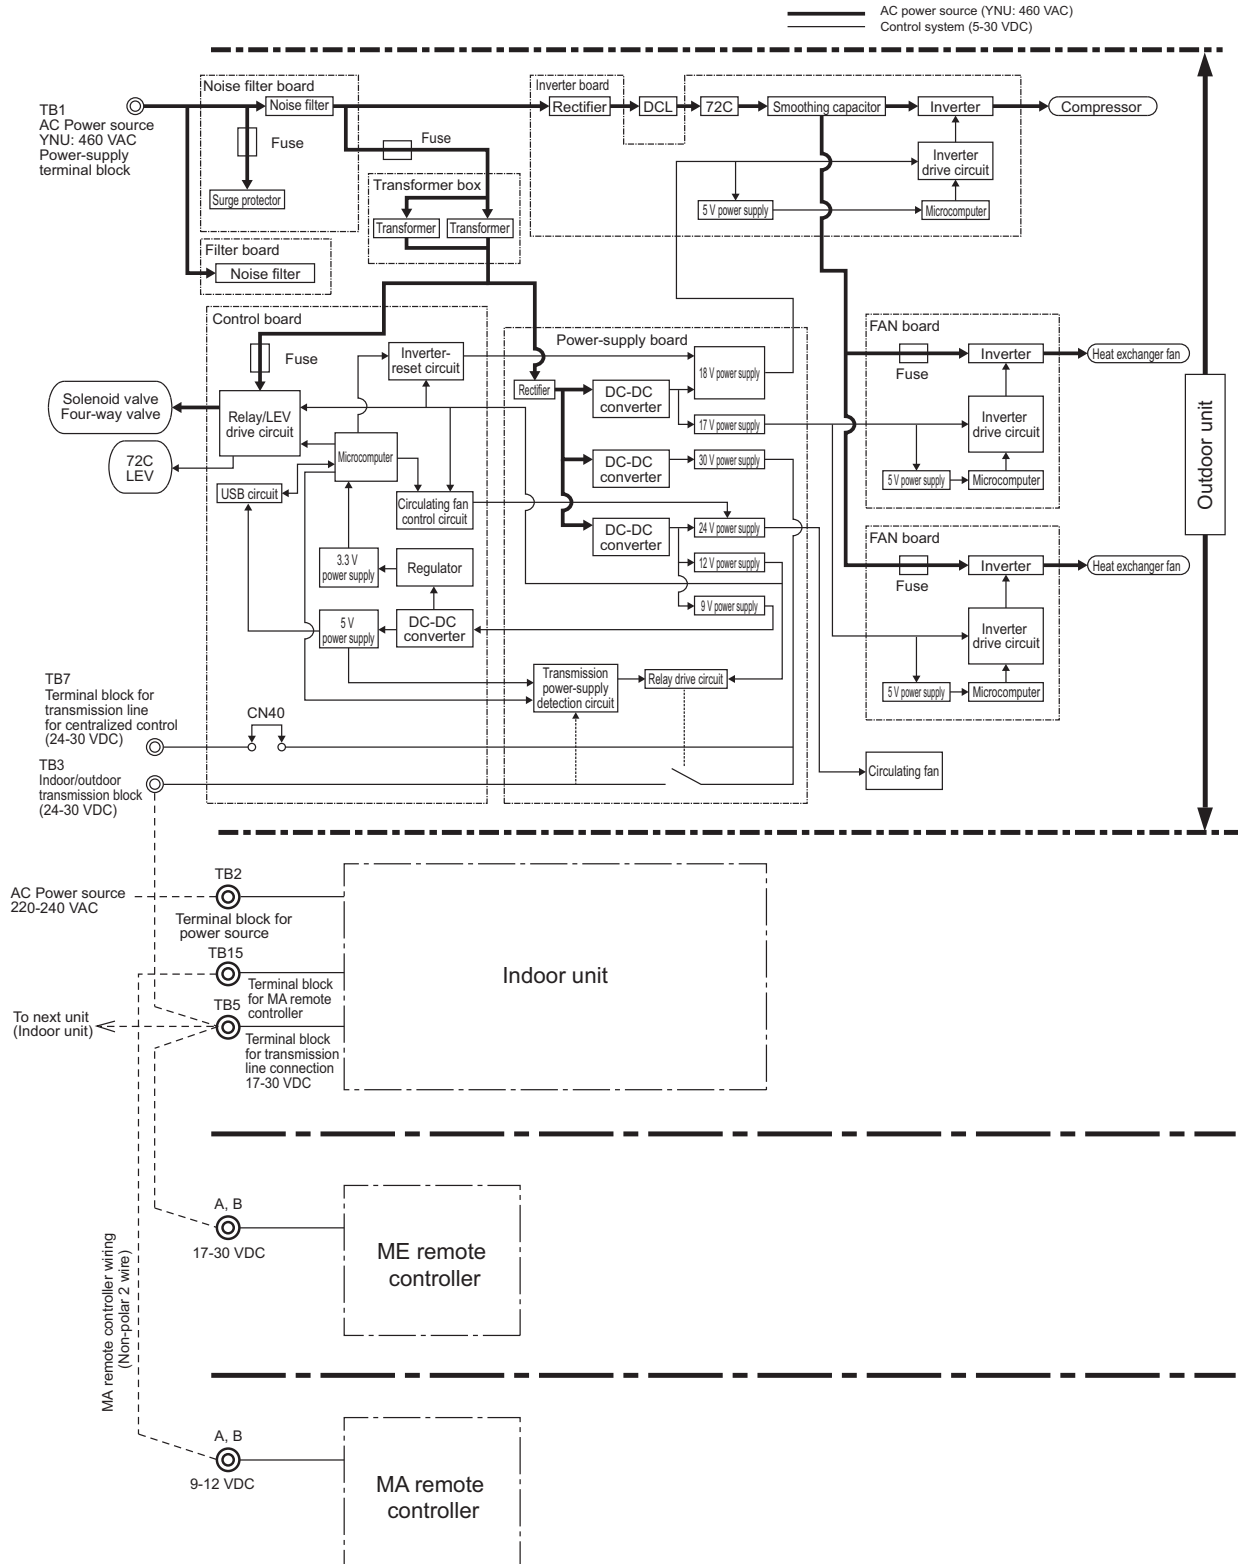 AC power source (YNU: 460 VAC)
Control system (5-30 VDC)
Noise filter board
Noise filter
Inverter board
Rectifier
DCL
72C
Smoothing capacitor
Inverter
Compressor
TB1
AC Power source
YNU: 460 VAC
Power-supply
terminal block
Fuse
Fuse
Surge protector
Inverter
drive circuit
5 V power supply
Microcomputer
Transformer box
Transformer
Transformer
Filter board
Noise filter
Control board
Fuse
Inverter-
reset circuit
Power-supply board
18 V power supply
Rectifier
DC-DC
converter
17 V power supply
FAN board
Fuse
Inverter
Heat exchanger fan
Inverter
drive circuit
5 V power supply
Microcomputer
Outdoor unit
Solenoid valve
Four-way valve
Relay/LEV
drive circuit
72C
LEV
Microcomputer
USB circuit
Circulating fan
control circuit
DC-DC
converter
30 V power supply
DC-DC
converter
24 V power supply
12 V power supply
9 V power supply
3.3 V
power supply
Regulator
5 V
power supply
DC-DC
converter
FAN board
Fuse
Inverter
Heat exchanger fan
Inverter
drive circuit
5 V power supply
Microcomputer
Transmission
power-supply
detection circuit
Relay drive circuit
TB7
Terminal block for
transmission line
for centralized control
(24-30 VDC)
CN40
TB3
Indoor/outdoor
transmission block
(24-30 VDC)
Circulating fan
AC Power source
220-240 VAC
TB2
Terminal block for
power source
TB15
Terminal block
for MA remote
controller
Indoor unit
To next unit
(Indoor unit)
TB5
Terminal block
for transmission
line connection
17-30 VDC
A, B
17-30 VDC
ME remote
controller
MA remote controller wiring
(Non-polar 2 wire)
A, B
9-12 VDC
MA remote
controller